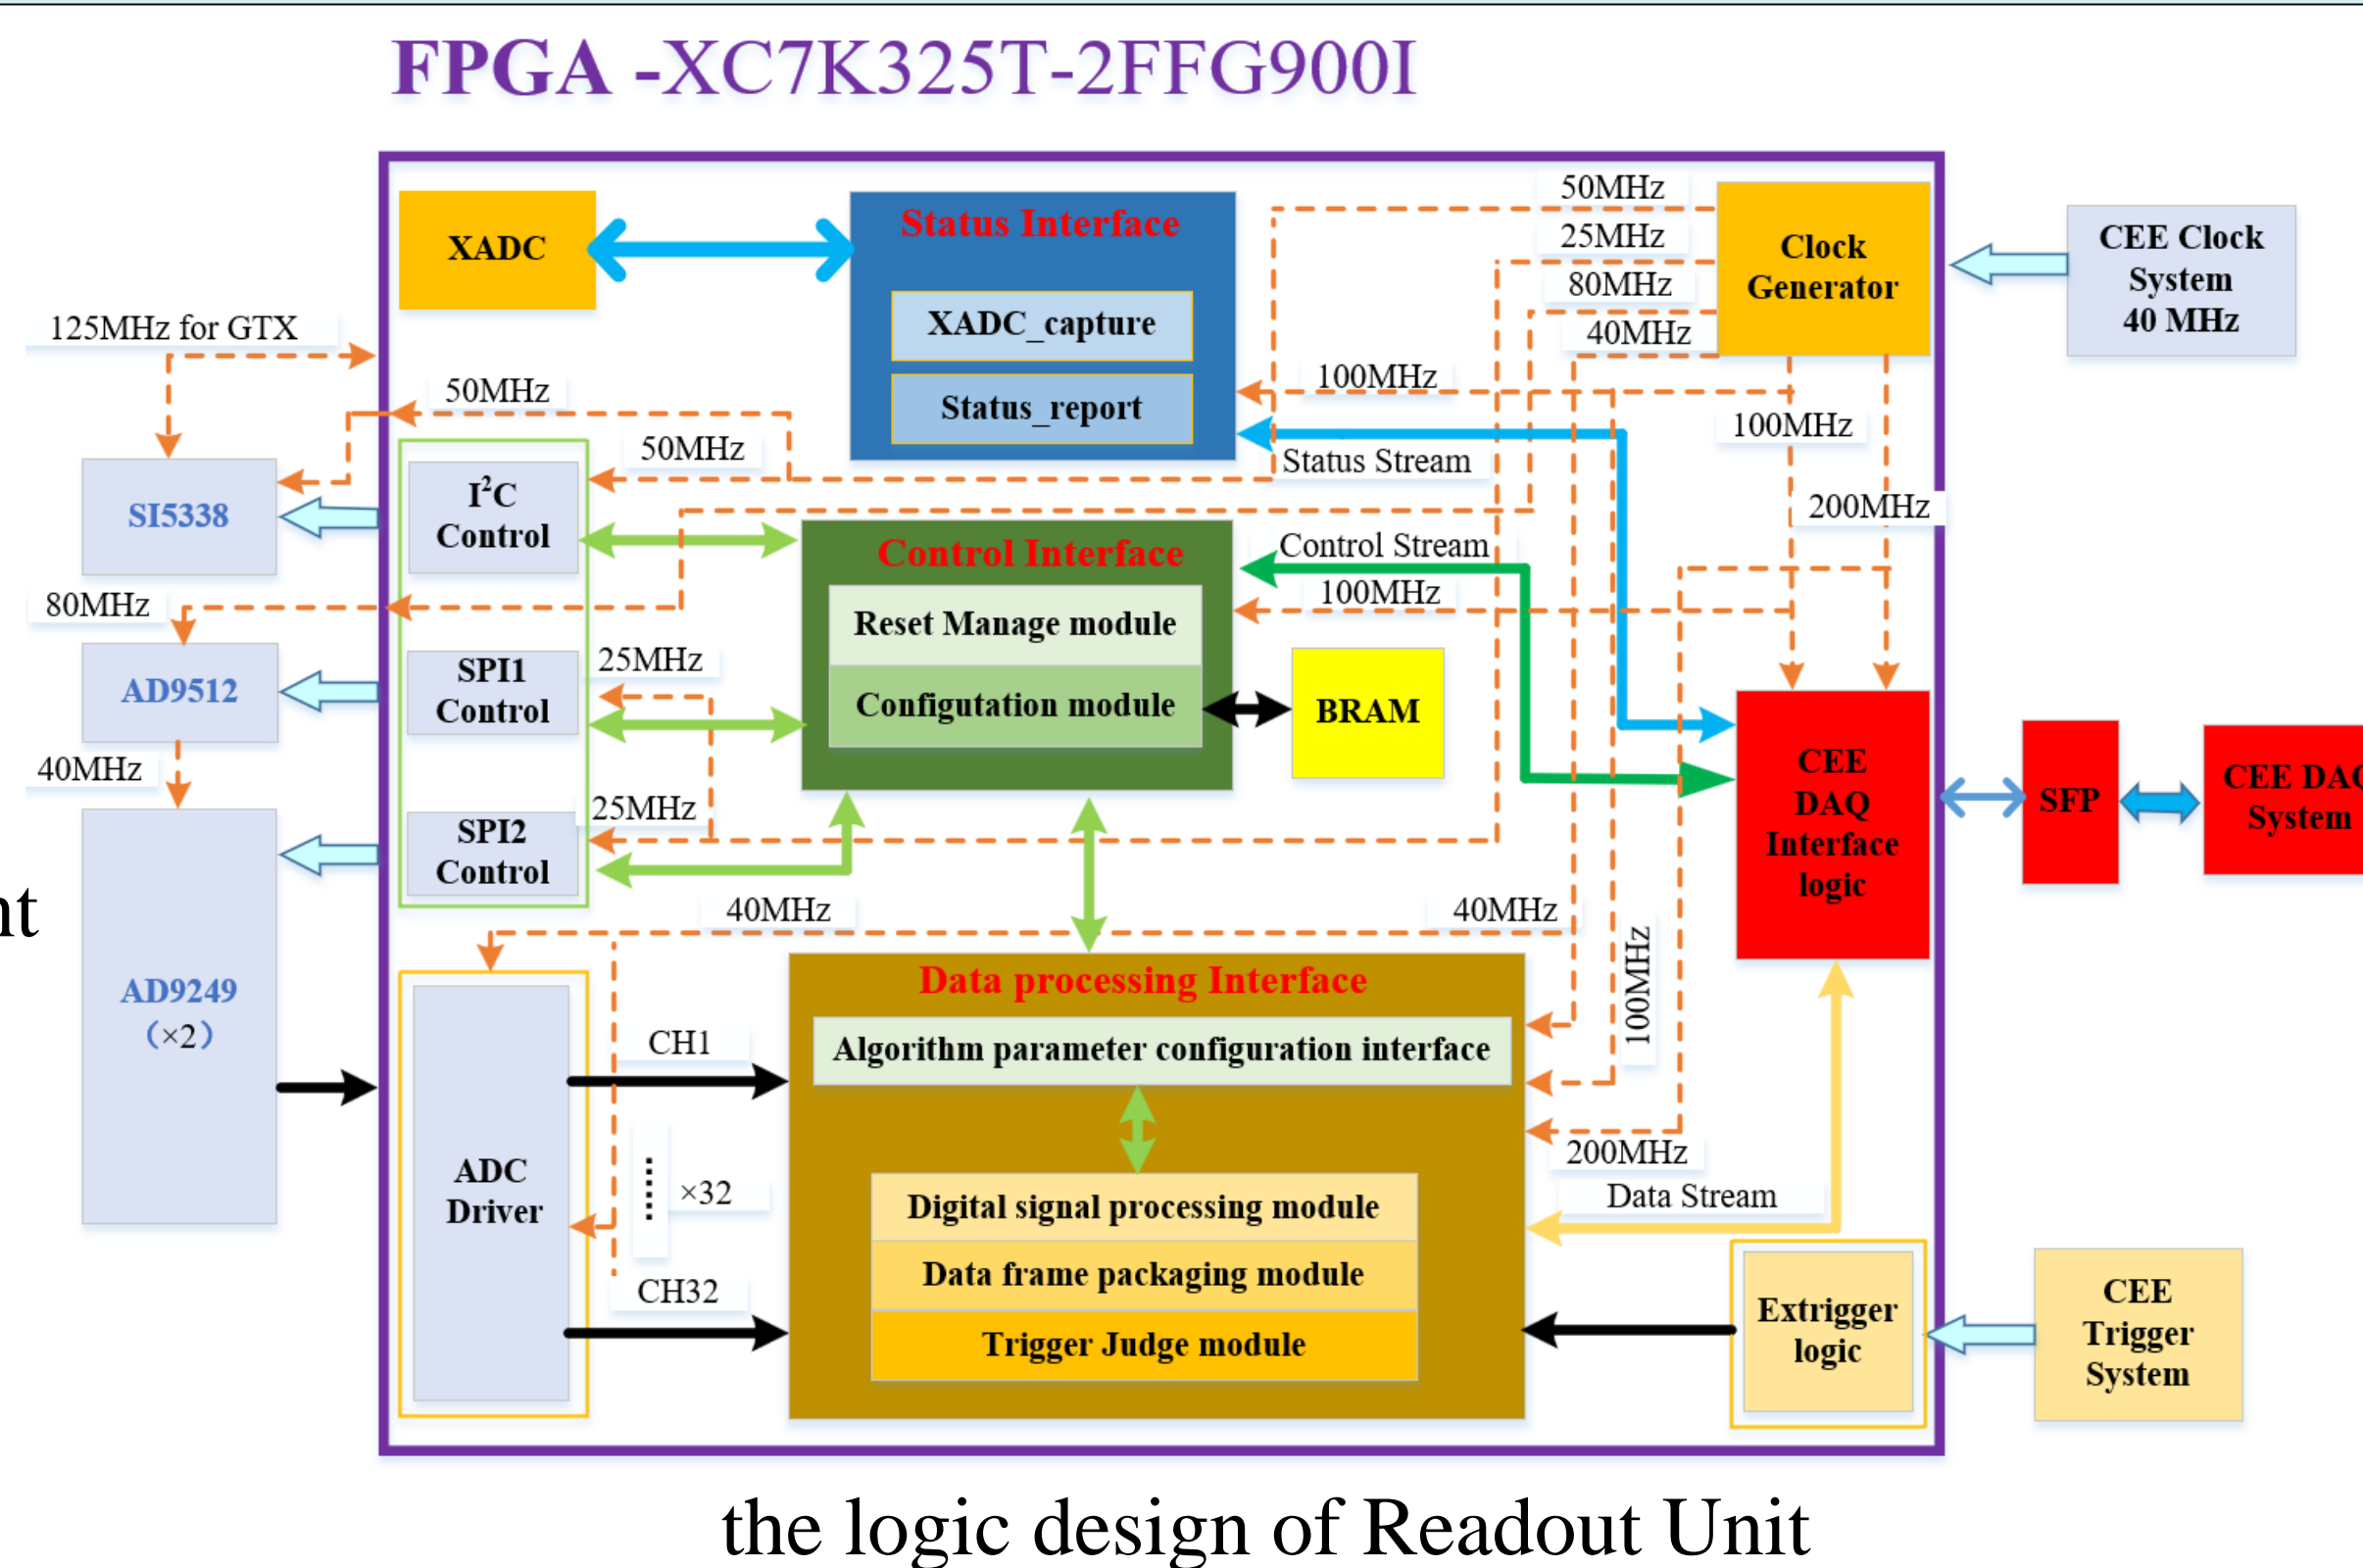 FPGA -XC7K325T-2FFG900I
XADC
Status Interface
XADC_capture
Status_report
50MHz
25MHz
80MHz
40MHz
Clock
Generator
CEE Clock
System
40 MHz
125MHz for GTX
50MHz
50MHz
100MHz
Status Stream
100MHz
200MHz
SI5338
I²C
Control
80MHz
Control Interface
Control Stream
100MHz
Reset Manage module
Configutation module
BRAM
AD9512
SPI1
Control
25MHz
40MHz
SPI2
Control
25MHz
CEE
DAQ
Interface
logic
SFP
CEE DAQ
System
nt
40MHz
40MHz
100MHz
AD9249
（×2）
Data processing Interface
Algorithm parameter configuration interface
CH1
ADC
Driver
×32
200MHz
Data Stream
Digital signal processing module
Data frame packaging module
Trigger Judge module
CH32
Extrigger
logic
CEE
Trigger
System
the logic design of Readout Unit